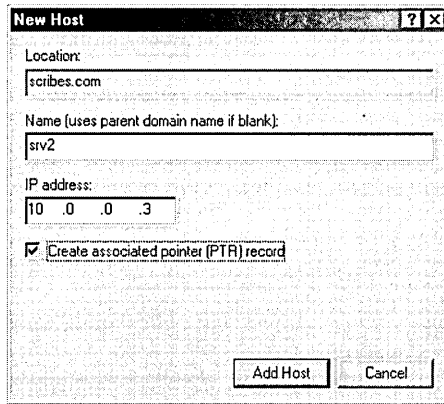 New Host
Location:
scribes.com
Name (uses parent domain name if blank):
srv2
IP address:
10 .0 .0 .3
Create associated pointer (PTR) record
Add Host Cancel